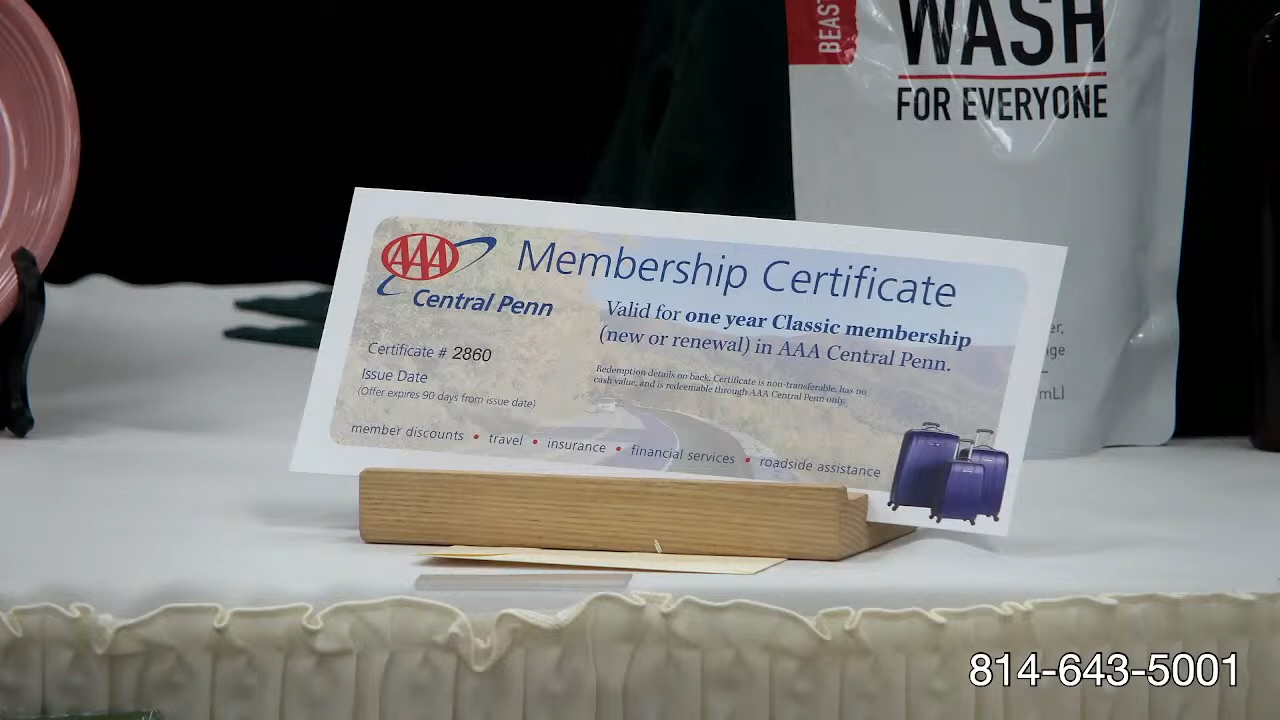 BEAST
WASH
FOR EVERYONE
AAA
Central Penn
Membership Certificate
Valid for one year Classic membership
(new or renewal) in AAA Central Penn.
Certificate # 2860
Issue Date
(Offer expires 90 days from issue date)
Redemption details on back. Certificate is non-transferable, has no
cash value, and is redeemable through AAA Central Penn only.
member discounts • travel • insurance • financial services • roadside assistance
mL]
814-643-5001